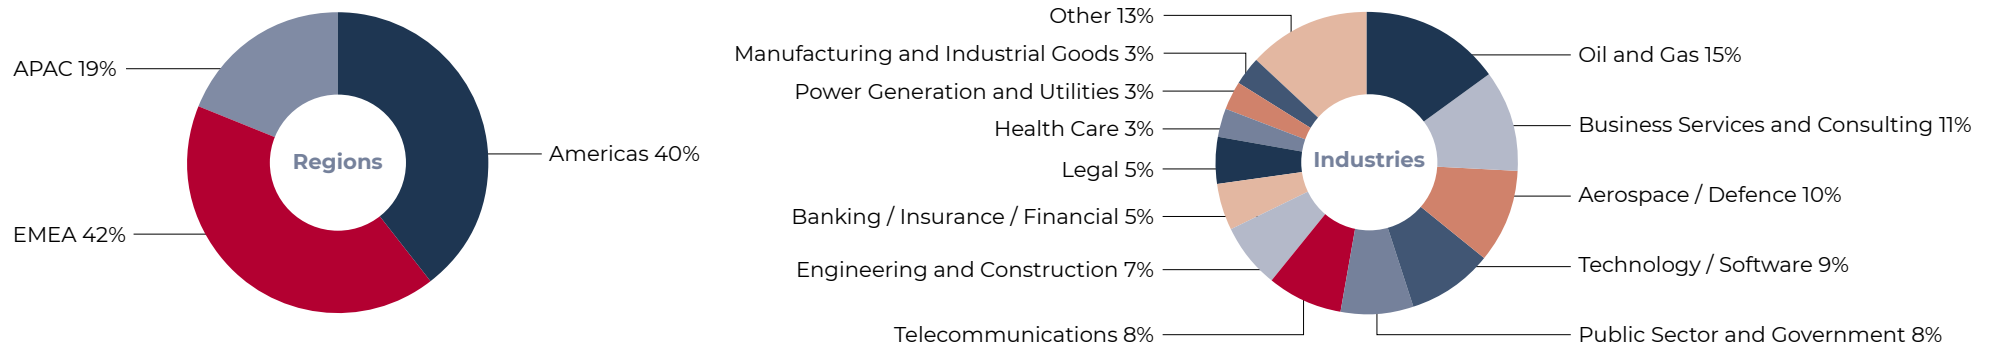 APAC 19%
EMEA 42%
Regions
Americas 40%
Other 13%
Manufacturing and Industrial Goods 3%
Power Generation and Utilities 3%
Health Care 3%
Legal 5%
Banking / Insurance / Financial 5%
Engineering and Construction 7%
Telecommunications 8%
Industries
Oil and Gas 15%
Business Services and Consulting 11%
Aerospace / Defence 10%
Technology / Software 9%
Public Sector and Government 8%